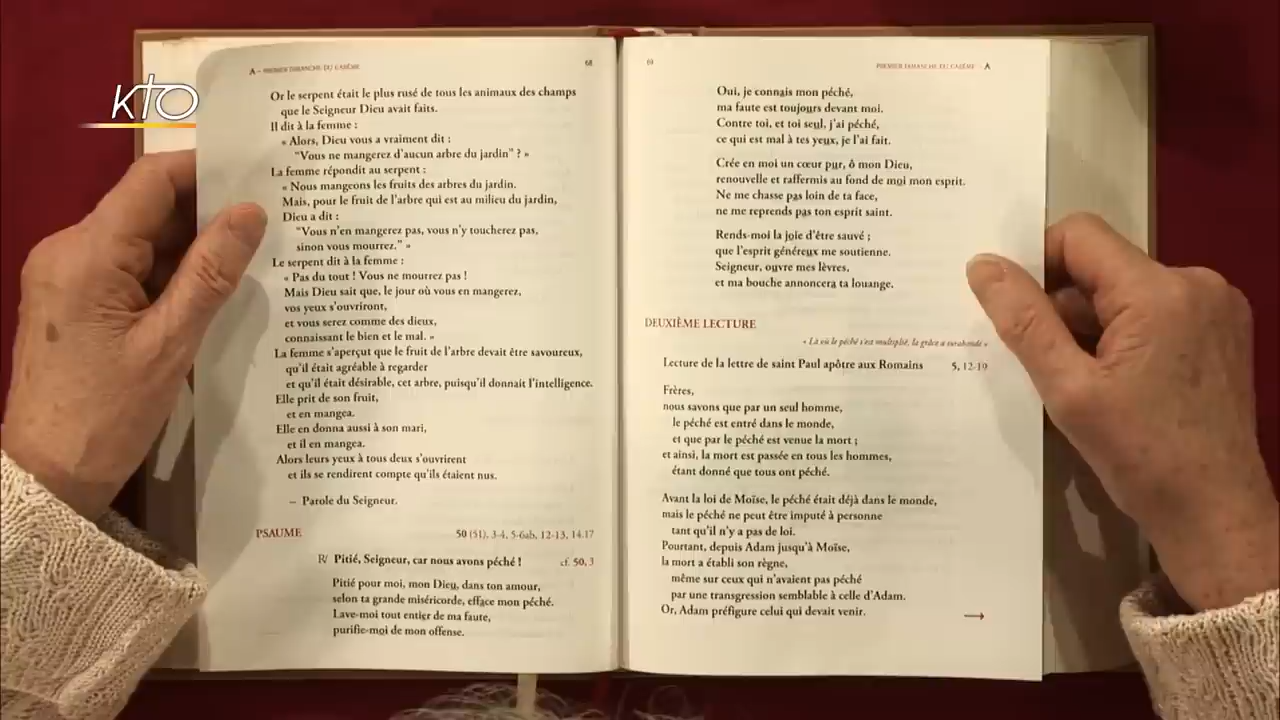 kто
A – PREMIER DIMANCHE DU CARÊME
68
Or le serpent était le plus rusé de tous les animaux des champs
que le Seigneur Dieu avait faits.
Il dit à la femme :
« Alors, Dieu vous a vraiment dit :
“Vous ne mangerez d'aucun arbre du jardin” ? »
La femme répondit au serpent :
« Nous mangeons les fruits des arbres du jardin.
Mais, pour le fruit de l'arbre qui est au milieu du jardin,
Dieu a dit :
“Vous n'en mangerez pas, vous n'y toucherez pas,
sinon vous mourrez.” »
Le serpent dit à la femme :
« Pas du tout ! Vous ne mourrez pas !
Mais Dieu sait que, le jour où vous en mangerez,
vos yeux s'ouvriront,
et vous serez comme des dieux,
connaissant le bien et le mal. »
La femme s'aperçut que le fruit de l'arbre devait être savoureux,
qu'il était agréable à regarder
et qu'il était désirable, cet arbre, puisqu'il donnait l'intelligence.
Elle prit de son fruit,
et en mangea.
Elle en donna aussi à son mari,
et il en mangea.
Alors leurs yeux à tous deux s'ouvrirent
et ils se rendirent compte qu'ils étaient nus.
– Parole du Seigneur.
PSAUME 50 (51), 3-4, 5-6ab, 12-13, 14.17
R/ Pitié, Seigneur, car nous avons péché ! cf. 50, 3
Pitié pour moi, mon Dieu, dans ton amour,
selon ta grande miséricorde, efface mon péché.
Lave-moi tout entier de ma faute,
purifie-moi de mon offense.
69
PREMIER DIMANCHE DU CARÊME – A
Oui, je connais mon péché,
ma faute est toujours devant moi.
Contre toi, et toi seul, j'ai péché,
ce qui est mal à tes yeux, je l'ai fait.
Crée en moi un cœur pur, ô mon Dieu,
renouvelle et raffermis au fond de moi mon esprit.
Ne me chasse pas loin de ta face,
ne me reprends pas ton esprit saint.
Rends-moi la joie d'être sauvé ;
que l'esprit généreux me soutienne.
Seigneur, ouvre mes lèvres,
et ma bouche annoncera ta louange.
DEUXIÈME LECTURE
« Là où le péché s'est multiplié, la grâce a surabondé »
Lecture de la lettre de saint Paul apôtre aux Romains 5, 12-19
Frères,
nous savons que par un seul homme,
le péché est entré dans le monde,
et que par le péché est venue la mort ;
et ainsi, la mort est passée en tous les hommes,
étant donné que tous ont péché.
Avant la loi de Moïse, le péché était déjà dans le monde,
mais le péché ne peut être imputé à personne
tant qu'il n'y a pas de loi.
Pourtant, depuis Adam jusqu'à Moïse,
la mort a établi son règne,
même sur ceux qui n'avaient pas péché
par une transgression semblable à celle d'Adam.
Or, Adam préfigure celui qui devait venir.